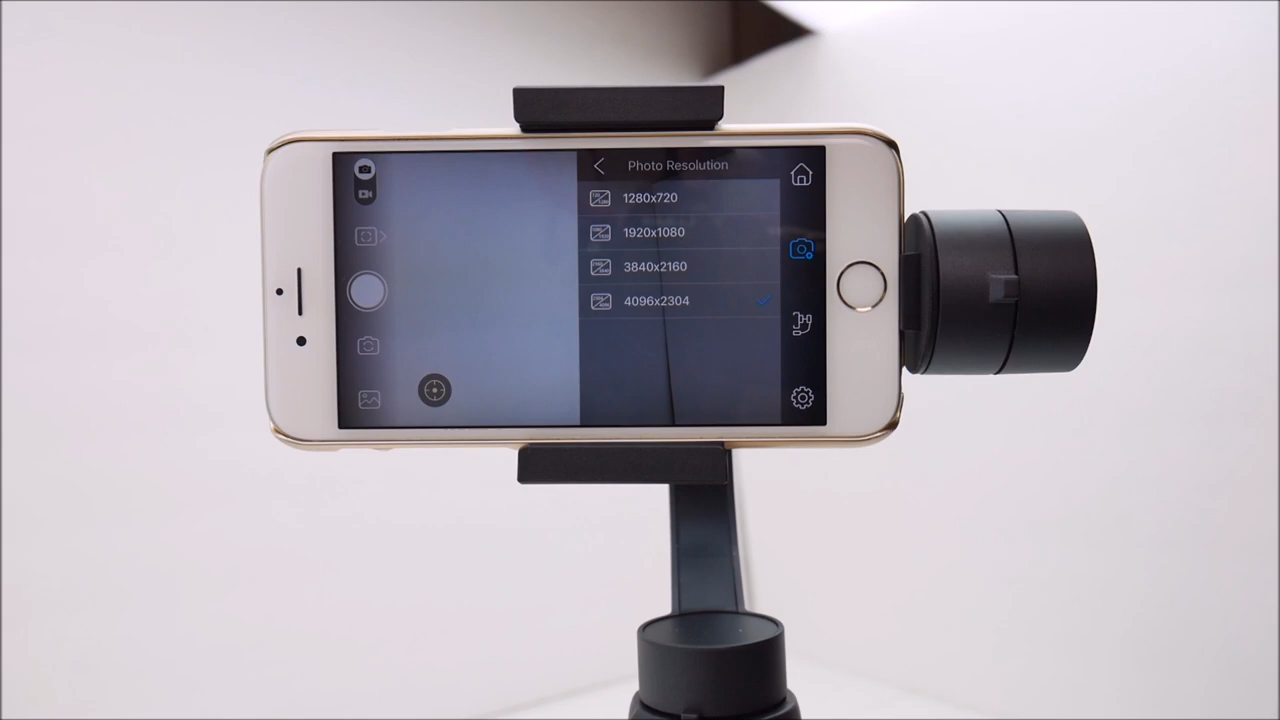 Photo Resolution
1280x720
1920x1080
3840x2160
4096x2304